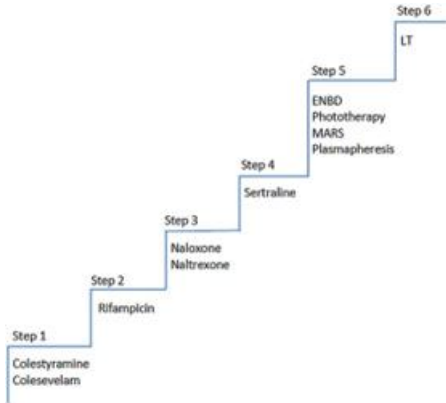 Step 6
LT
Step 5
ENBD
Phototherapy
MARS
Plasmapheresis
Step 4
Sertraline
Step 3
Naloxone
Naltrexone
Step 2
Rifampicin
Step 1
Colestyramine
Colesevelam